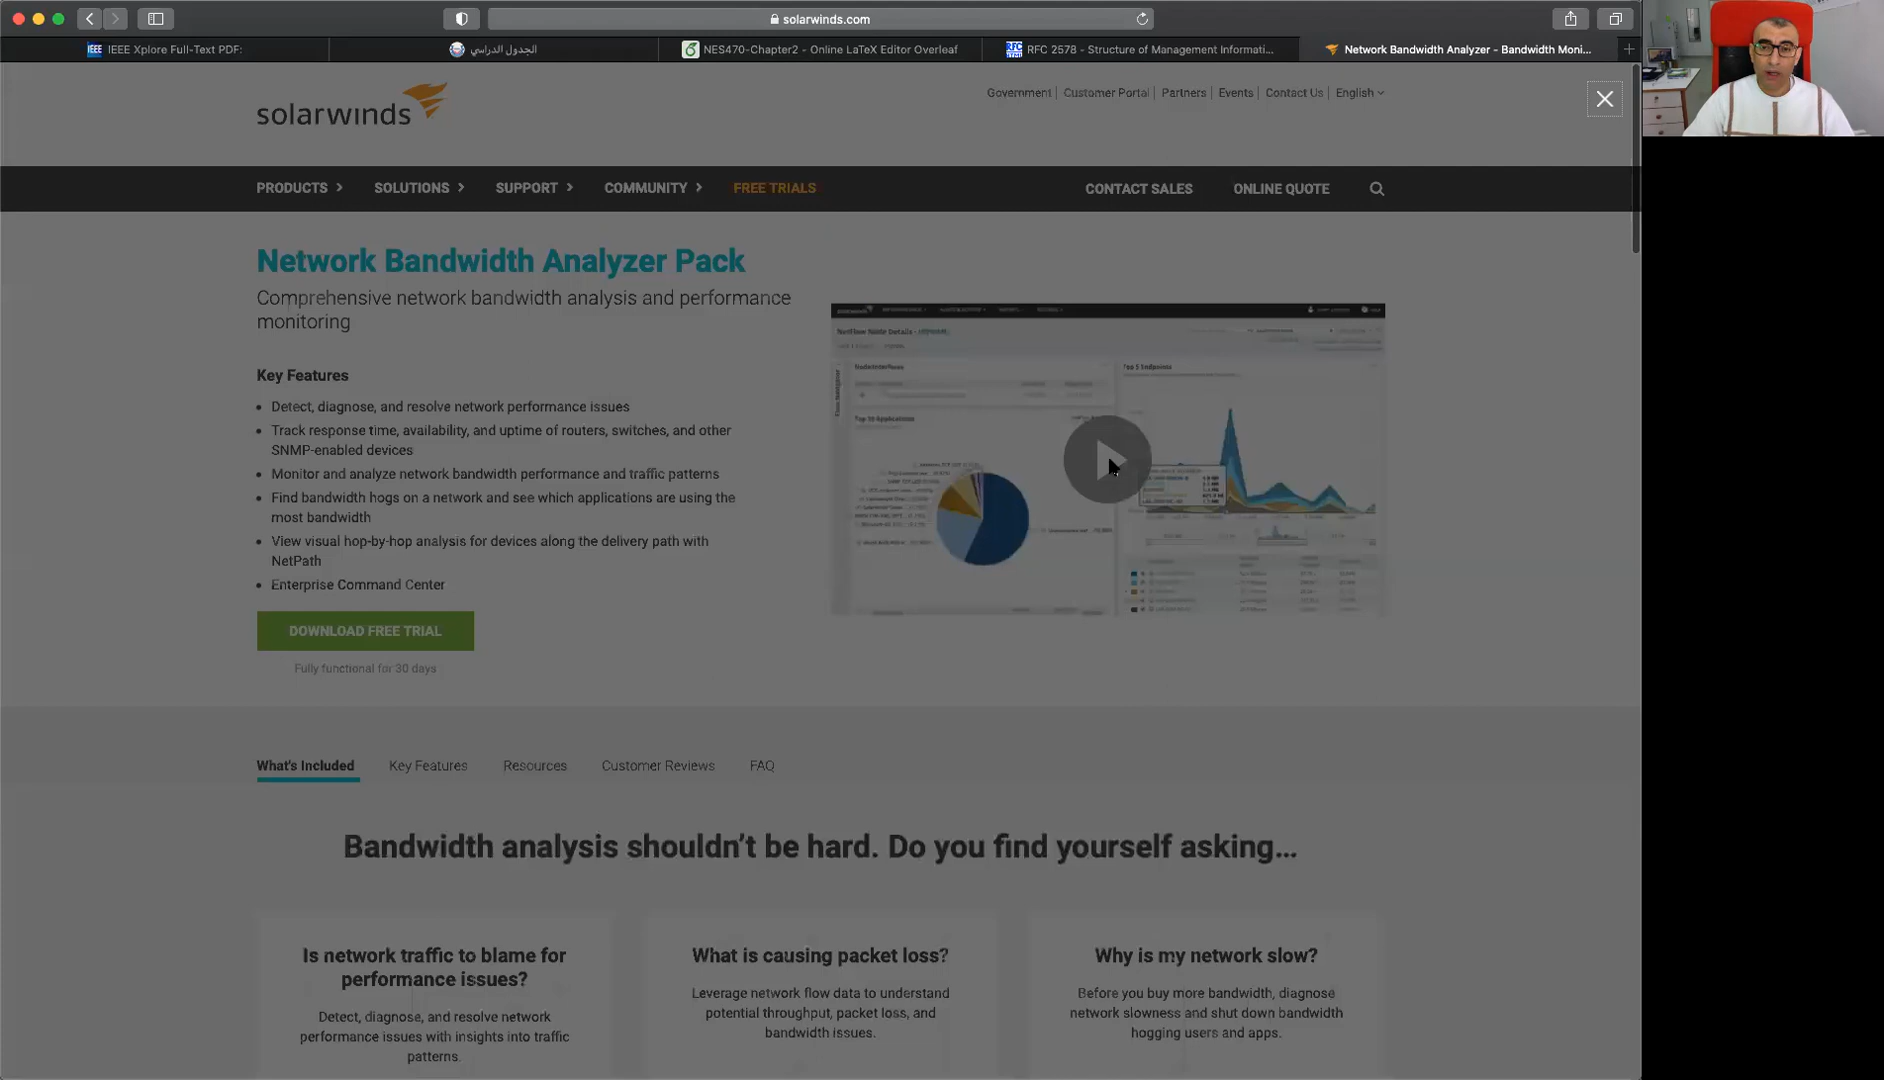 solarwinds.com
IEEE Xplore Full-Text PDF:
الجدول الدراسي
NES470-Chapter2 - Online LaTeX Editor Overleaf
RFC 2578 - Structure of Management Informati...
Network Bandwidth Analyzer - Bandwidth Moni...
solarwinds
Government
Customer Portal
Partners
Events
Contact Us
English
PRODUCTS
SOLUTIONS
SUPPORT
COMMUNITY
FREE TRIALS
CONTACT SALES
ONLINE QUOTE
Network Bandwidth Analyzer Pack
Comprehensive network bandwidth analysis and performance
monitoring
Key Features
Detect, diagnose, and resolve network performance issues
Track response time, availability, and uptime of routers, switches, and other
SNMP-enabled devices
Monitor and analyze network bandwidth performance and traffic patterns
Find bandwidth hogs on a network and see which applications are using the
most bandwidth
View visual hop-by-hop analysis for devices along the delivery path with
NetPath
Enterprise Command Center
DOWNLOAD FREE TRIAL
Fully functional for 30 days
NetFlow Node Details -
Top 5 Endpoints
Top 10 Applications
What's Included
Key Features
Resources
Customer Reviews
FAQ
Bandwidth analysis shouldn't be hard. Do you find yourself asking...
Is network traffic to blame for
performance issues?
Detect, diagnose, and resolve network
performance issues with insights into traffic
patterns.
What is causing packet loss?
Leverage network flow data to understand
potential throughput, packet loss, and
bandwidth issues.
Why is my network slow?
Before you buy more bandwidth, diagnose
network slowness and shut down bandwidth
hogging users and apps.